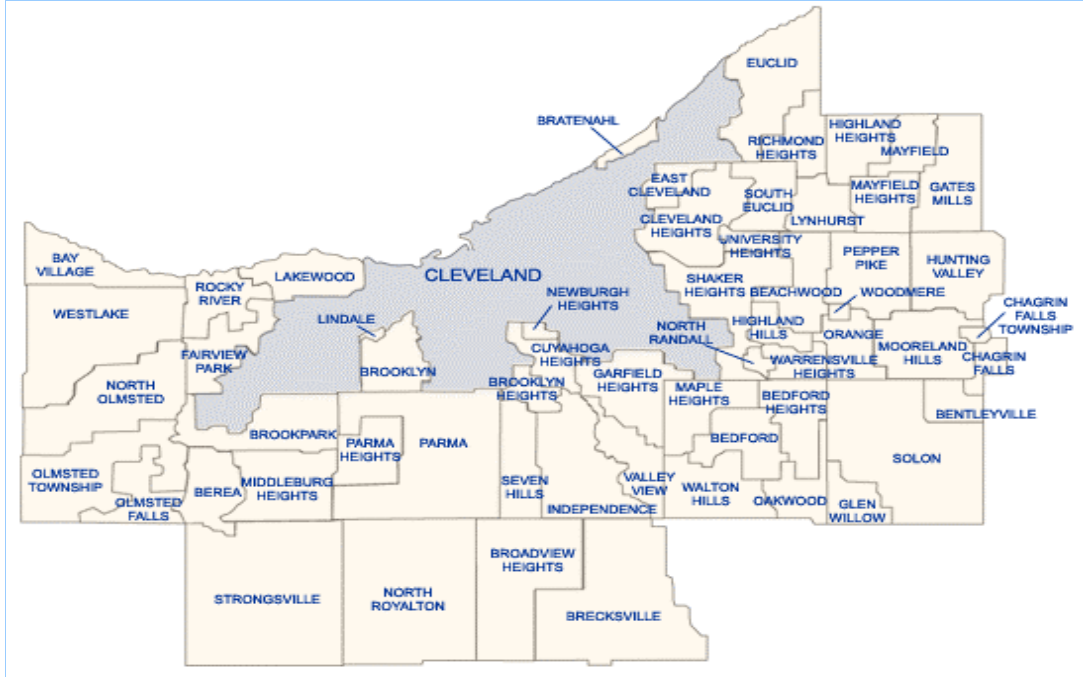 EUCLID
BRATENAHL
RICHMOND
HEIGHTS
HIGHLAND
HEIGHTS
MAYFIELD
EAST
CLEVELAND
SOUTH
EUCLID
MAYFIELD
HEIGHTS
GATES
MILLS
LYNHURST
CLEVELAND
HEIGHTS
UNIVERSITY
HEIGHTS
PEPPER
PIKE
HUNTING
VALLEY
BAY
VILLAGE
LAKEWOOD
CLEVELAND
ROCKY
RIVER
SHAKER
HEIGHTS
BEACHWOOD
WOODMERE
NEWBURGH
HEIGHTS
CHAGRIN
FALLS
TOWNSHIP
WESTLAKE
LINDALE
NORTH
RANDALL
HIGHLAND
HILLS
ORANGE
MOORELAND
HILLS
CHAGRIN
FALLS
FAIRVIEW
PARK
CUYAHOGA
HEIGHTS
WARRENSVILLE
HEIGHTS
BROOKLYN
BROOKLYN
HEIGHTS
GARFIELD
HEIGHTS
NORTH
OLMSTED
MAPLE
HEIGHTS
BEDFORD
HEIGHTS
BENTLEYVILLE
BROOKPARK
PARMA
HEIGHTS
PARMA
BEDFORD
SOLON
OLMSTED
TOWNSHIP
BEREA
MIDDLEBURG
HEIGHTS
SEVEN
HILLS
VALLEY
VIEW
WALTON
HILLS
OAKWOOD
OLMSTED
FALLS
INDEPENDENCE
GLEN
WILLOW
BROADVIEW
HEIGHTS
STRONGSVILLE
NORTH
ROYALTON
BRECKSVILLE